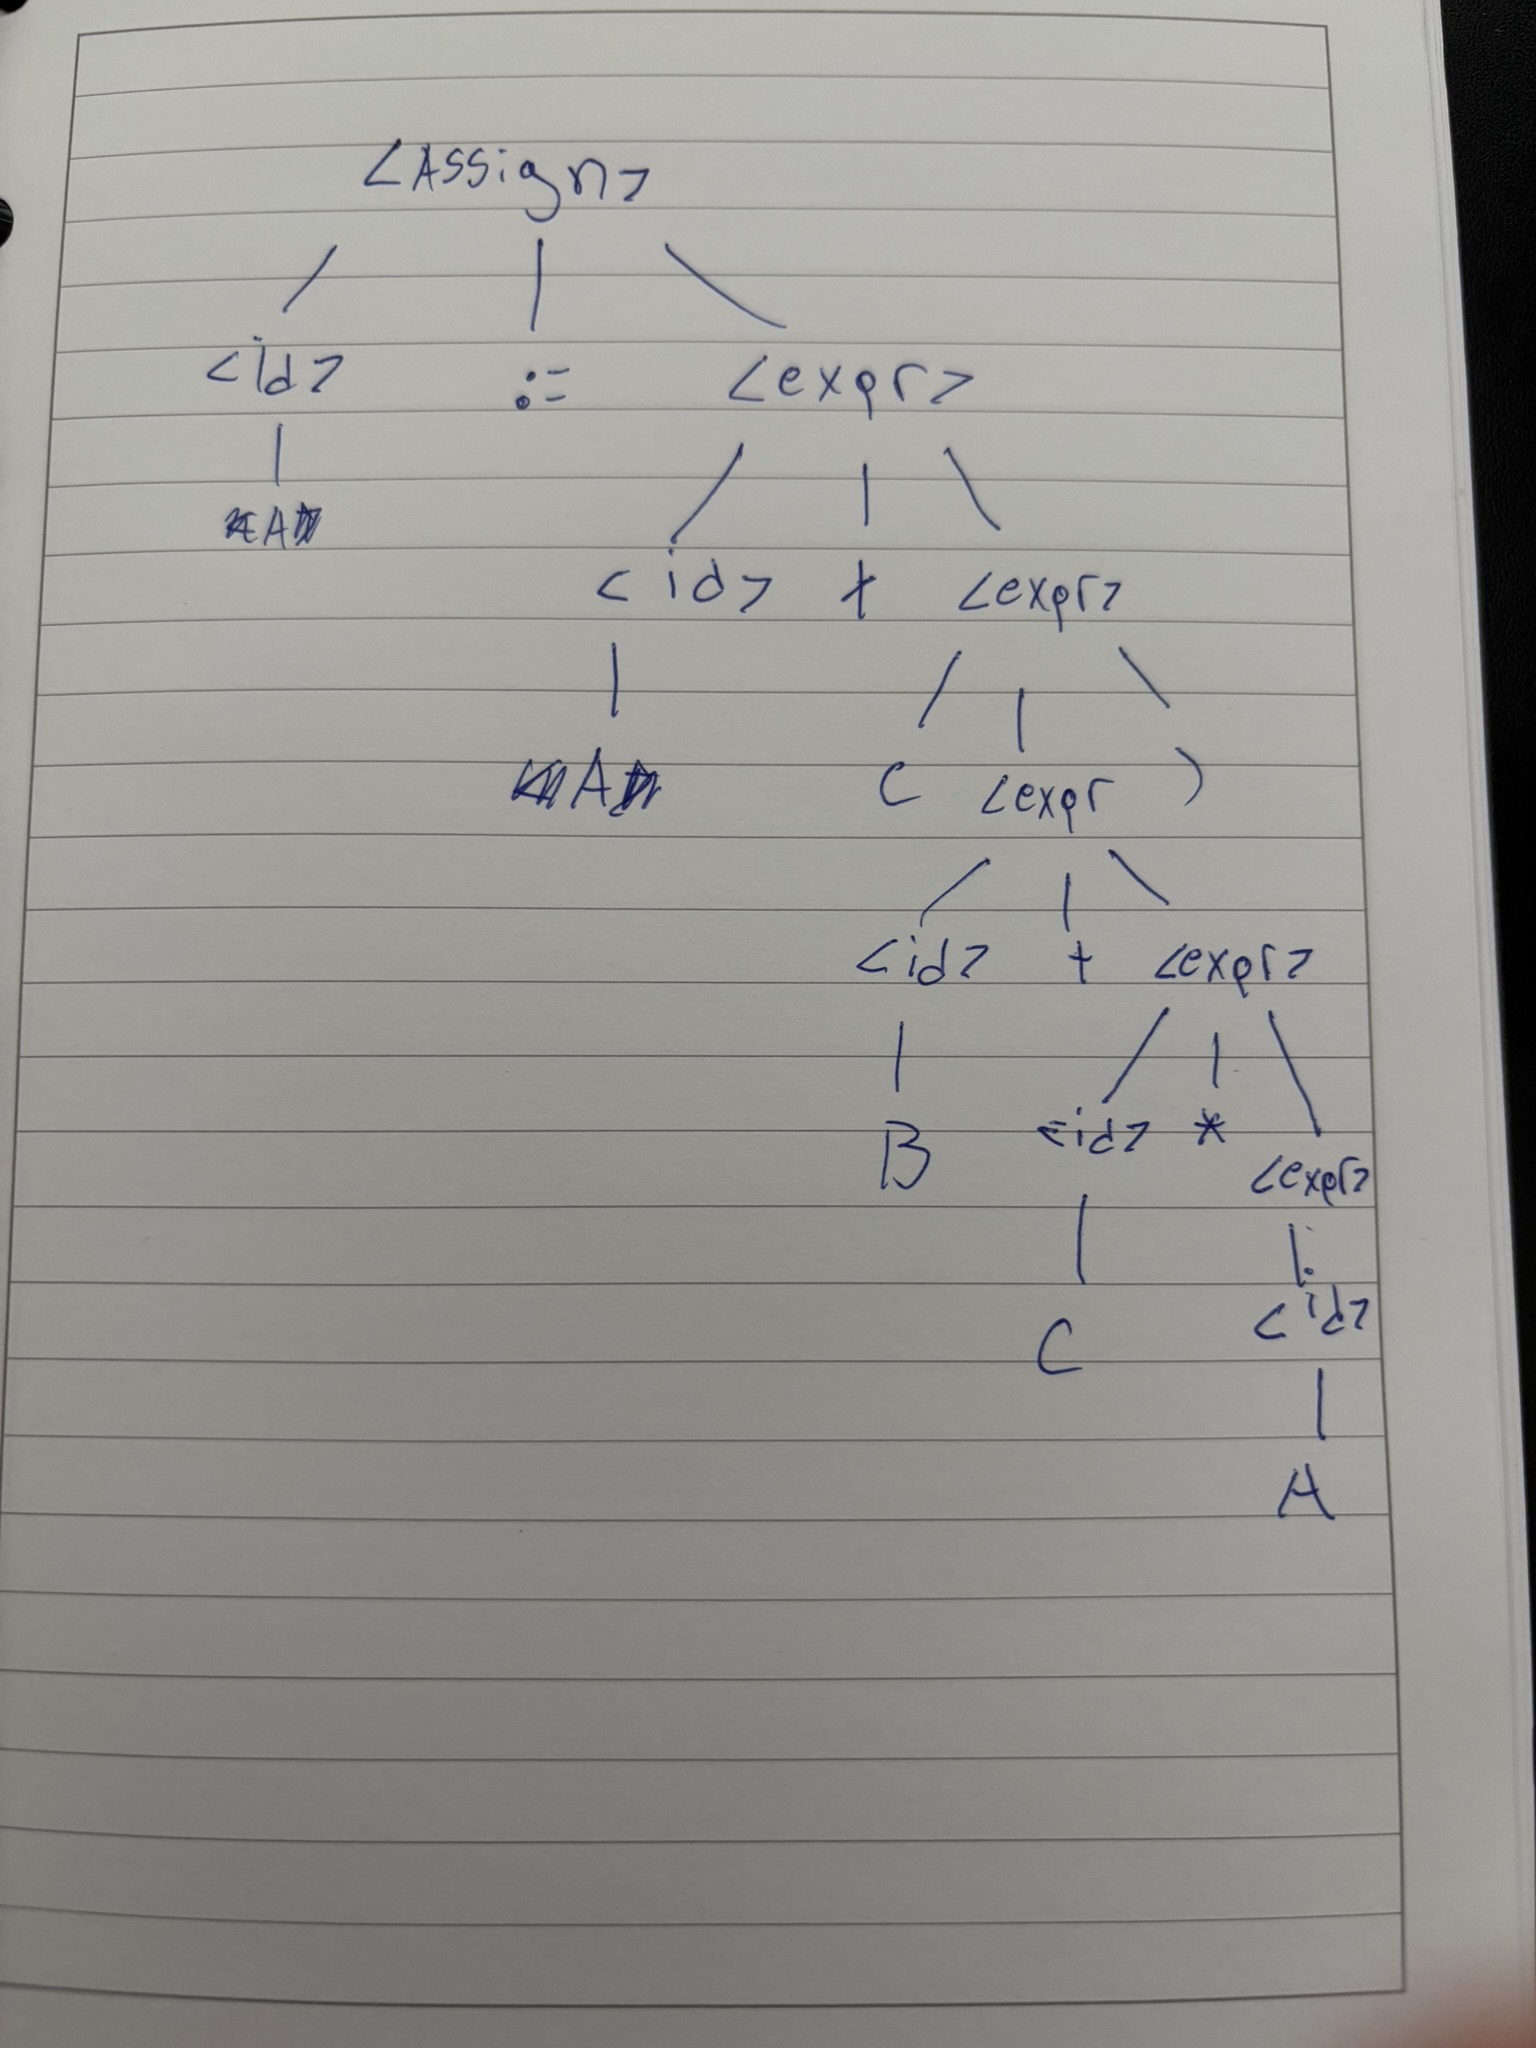 <Assign>
<id> := <expr>
A
<id> + <expr>
A ( <expr )
<id> + <expr>
B <id> * <expr>
C <id>
A